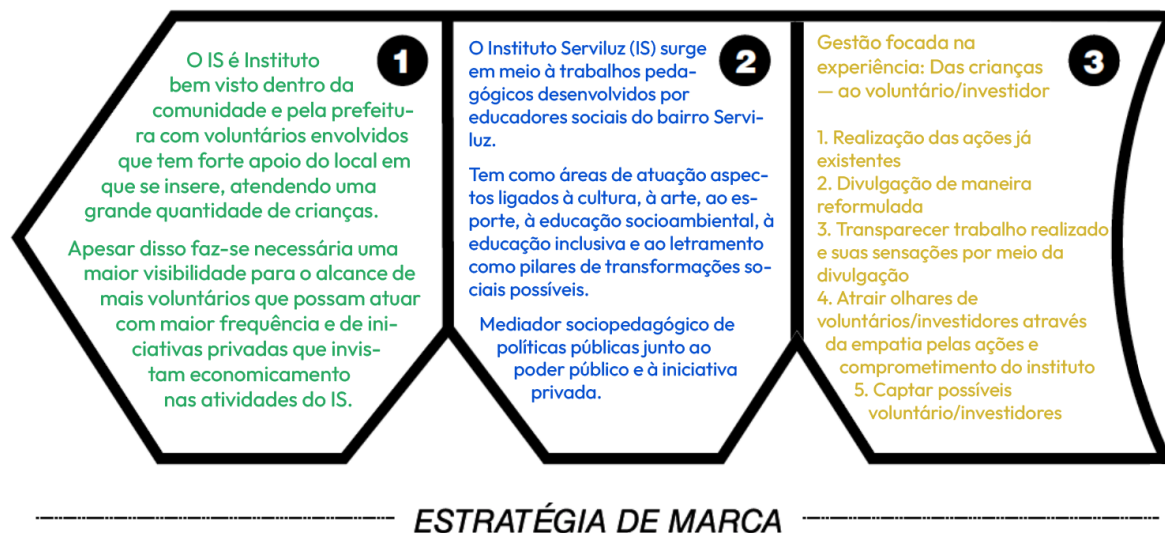 1
O IS é Instituto
bem visto dentro da
comunidade e pela prefeitu-
ra com voluntários envolvidos
que tem forte apoio do local em
que se insere, atendendo uma
grande quantidade de crianças.
Apesar disso faz-se necessária uma
maior visibilidade para o alcance de
mais voluntários que possam atuar
com maior frequência e de ini-
ciativas privadas que invis-
tam economicamento
nas atividades do IS.
2
O Instituto Serviluz (IS) surge
em meio à trabalhos peda-
gógicos desenvolvidos por
educadores sociais do bairro Servi-
luz.
Tem como áreas de atuação aspec-
tos ligados à cultura, à arte, ao es-
porte, à educação socioambiental, à
educação inclusiva e ao letramento
como pilares de transformações so-
ciais possíveis.
Mediador sociopedagógico de
políticas públicas junto ao
poder público e à iniciativa
privada.
3
Gestão focada na
experiência: Das crianças
— ao voluntário/investidor
1. Realização das ações já
existentes
2. Divulgação de maneira
reformulada
3. Transparecer trabalho realizado
e suas sensações por meio da
divulgação
4. Atrair olhares de
voluntários/investidores através
da empatia pelas ações e
comprometimento do instituto
5. Captar possíveis
voluntário/investidores
ESTRATÉGIA DE MARCA